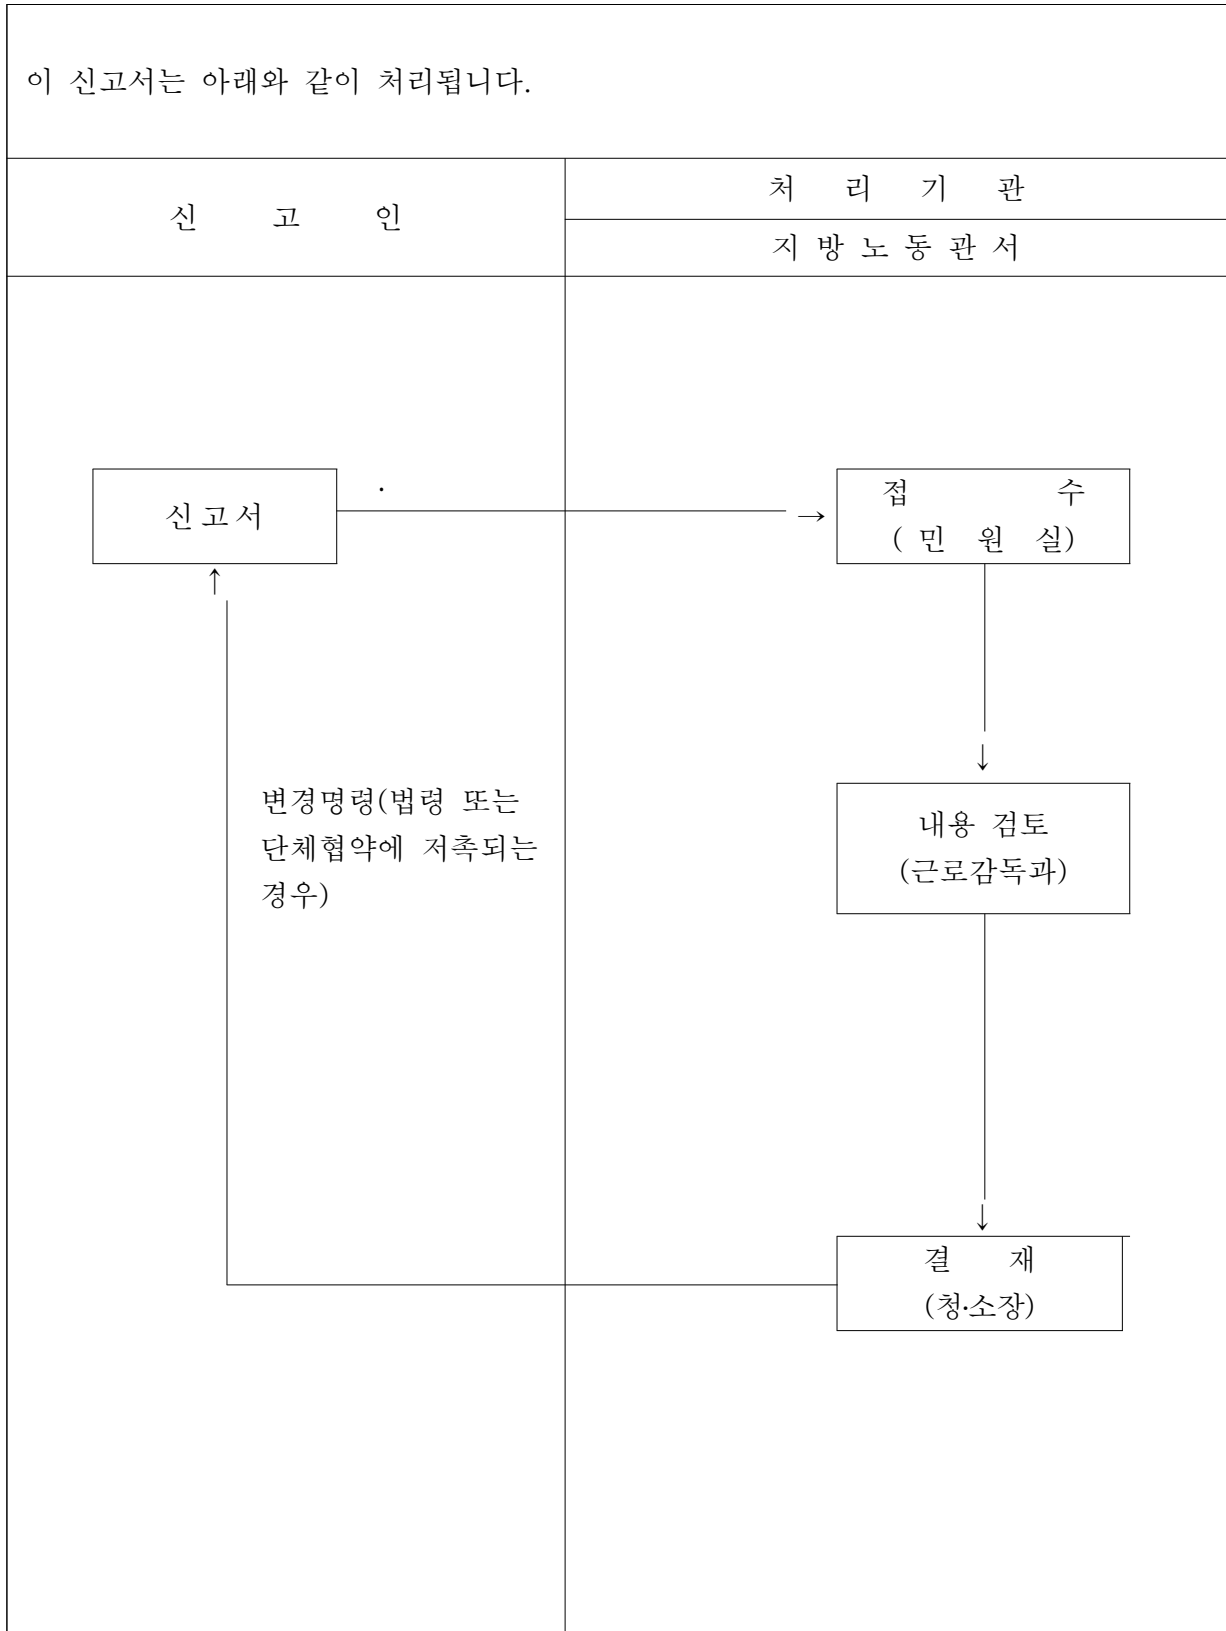 이 신고서는 아래와 같이 처리됩니다.
신 고 인
처 리 기 관
지 방 노 동 관 서
신고서
.
→
접 수
( 민 원 실)
↑
↓
변경명령(법령 또는
단체협약에 저촉되는
경우)
내용 검토
(근로감독과)
↓
결 재
(청·소장)